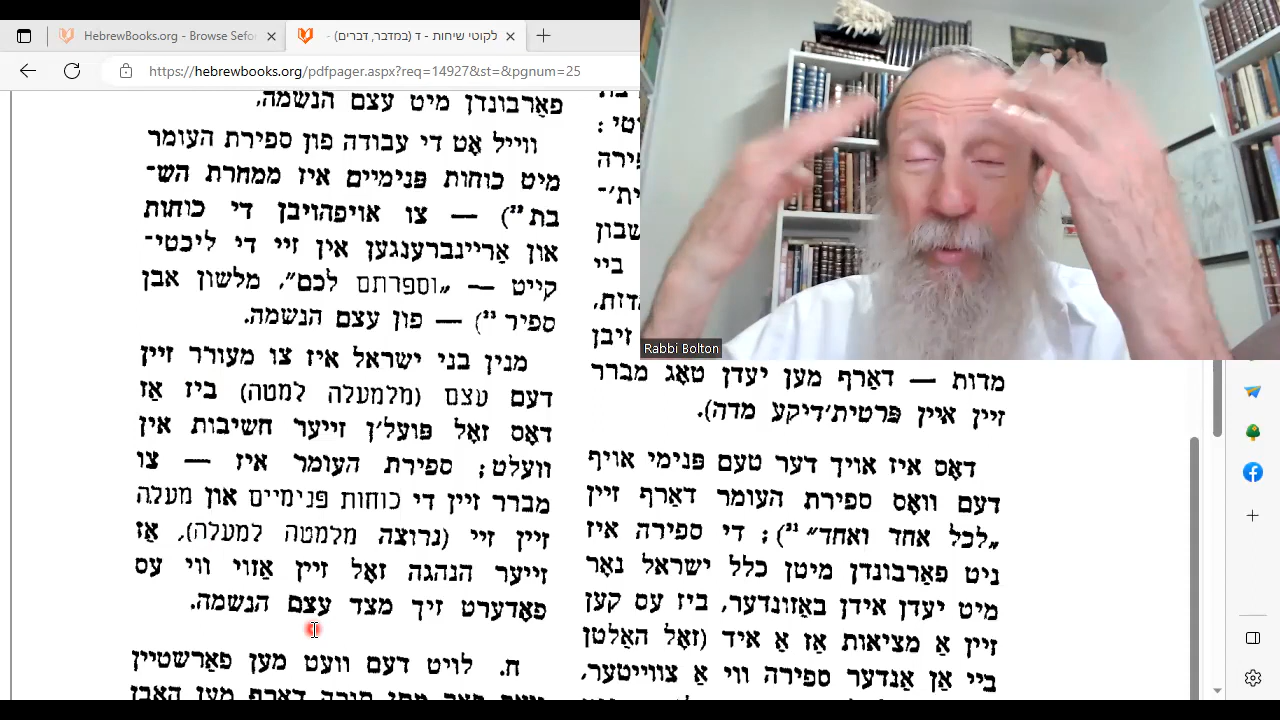 HebrewBooks.org - Browse Sefo
לקוטי שיחות - ד (במדבר, דברים) -
https://hebrewbooks.org/pdfpager.aspx?req=14927&st=&pgnum=25
Rabbi Bolton
מדות — דאַרף מען יעדן טאָג מברר
זיין איין פּרטית׳דיקע מדה).
דאָס איז אויך דער טעם פּנימי אויף
דעם וואָס ספירת העומר דאַרף זיין
„לכל אחד ואחד״); די ספירה איז
ניט פאַרבונדן מיטן כלל ישראל נאָר
מיט יעדן אידן באַזונדער, ביז עס קען
זיין אַ מציאות אַז אַ איד (זאָל האַלטן
ביי אַן אַנדער ספירה ווי אַ צווייטער,
פאַרבונדן מיט עצם הנשמה.
ווייל אָט די עבודה פון ספירת העומר
מיט כוחות פּנימיים איז ממחרת הש־
בת) — צו אויפהויבן די כוחות
און אַריינברענגען אין זיי די ליכטי־
קייט — „וספרתם לכם״, מלשון אבן
ספיר) — פון עצם הנשמה.
מנין בני ישראל איז צו מעורר זיין
דעם עצם (מלמעלה למטה) ביז אַז
דאָס זאָל פּועל׳ן זייער חשיבות אין
וועלט; ספירת העומר איז — צו
מברר זיין די כוחות פּנימיים און מעלה
זיין זיי (נרוצה מלמטה למעלה), אַז
זייער הנהגה זאָל זיין אַזוי ווי עס
פאָדערט זיך מצד עצם הנשמה.
ח. לויט דעם וועט מען פאַרשטיין